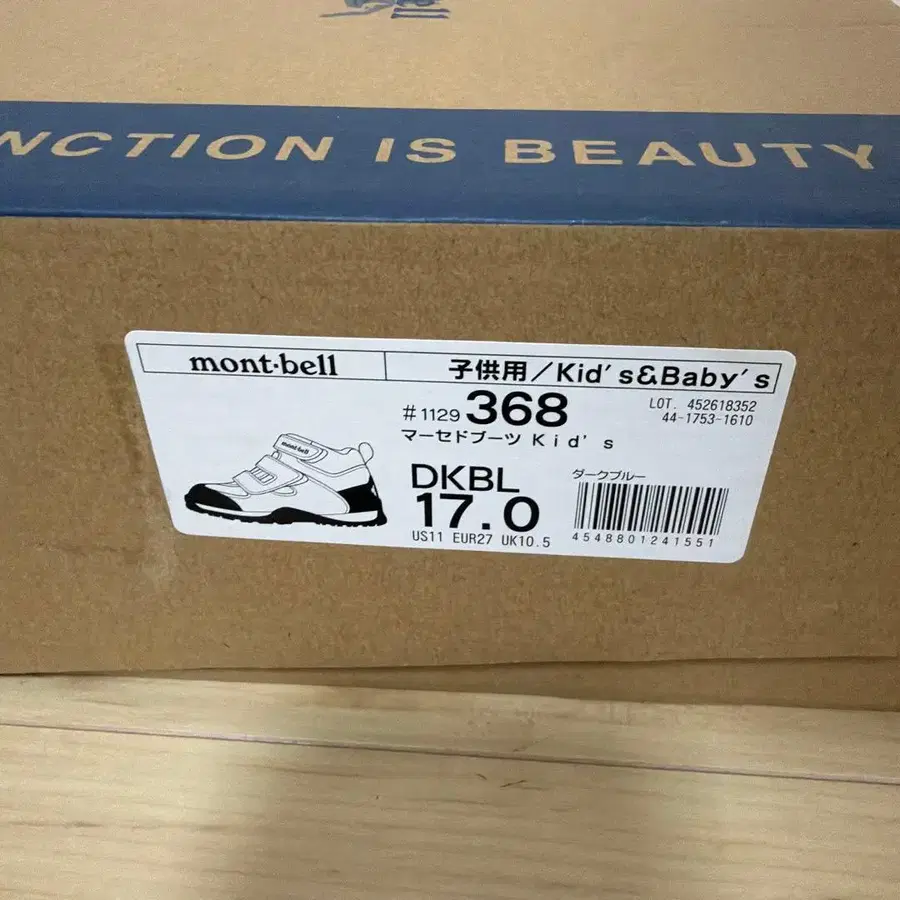 NCTION IS BEAUTY
mont·bell
子供用/Kid's&Baby's
#1129 368
LOT. 452618352
44-1753-1610
マーセドブーツ Kid's
mont-bell
DKBL
ダークブルー
17.0
US11 EUR27 UK10.5
4548801241551